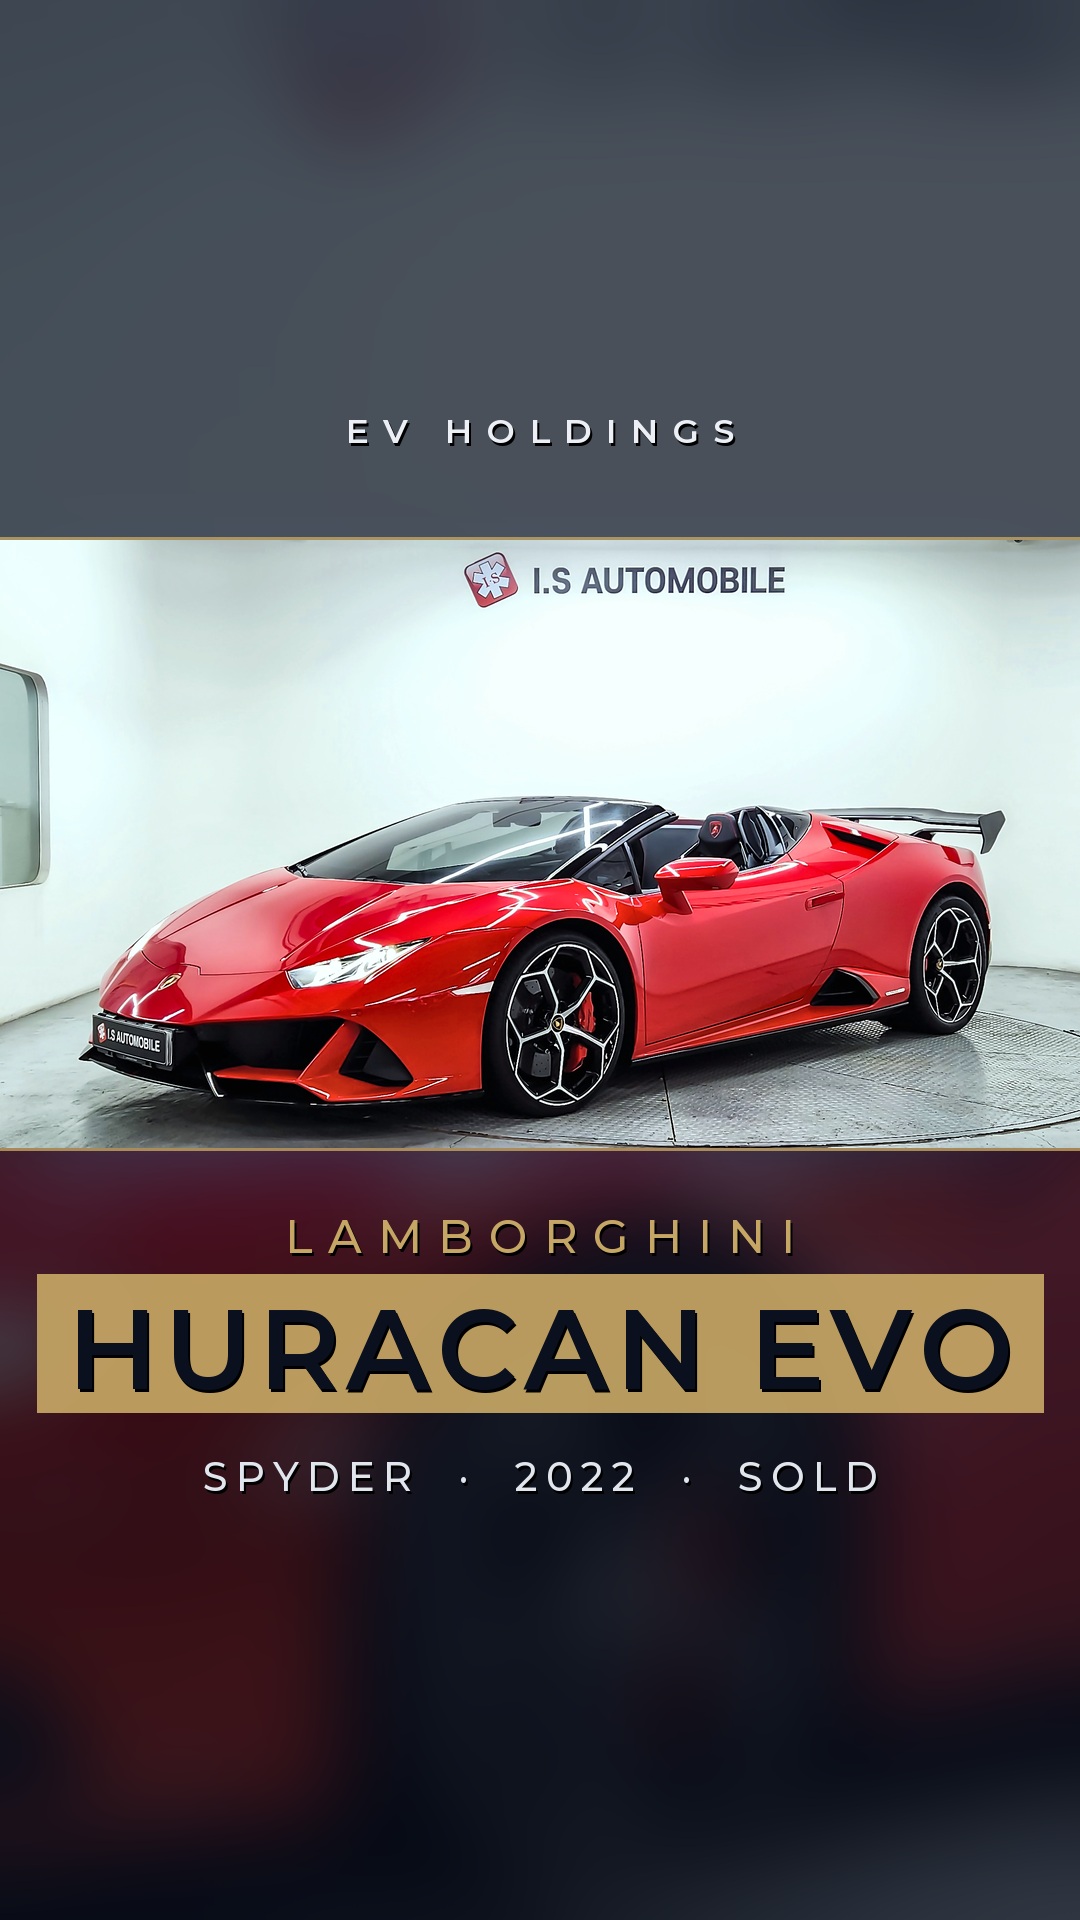 EV HOLDINGS
I.S AUTOMOBILE
I.S AUTOMOBILE
LAMBORGHINI
HURACAN EVO
SPYDER · 2022 · SOLD